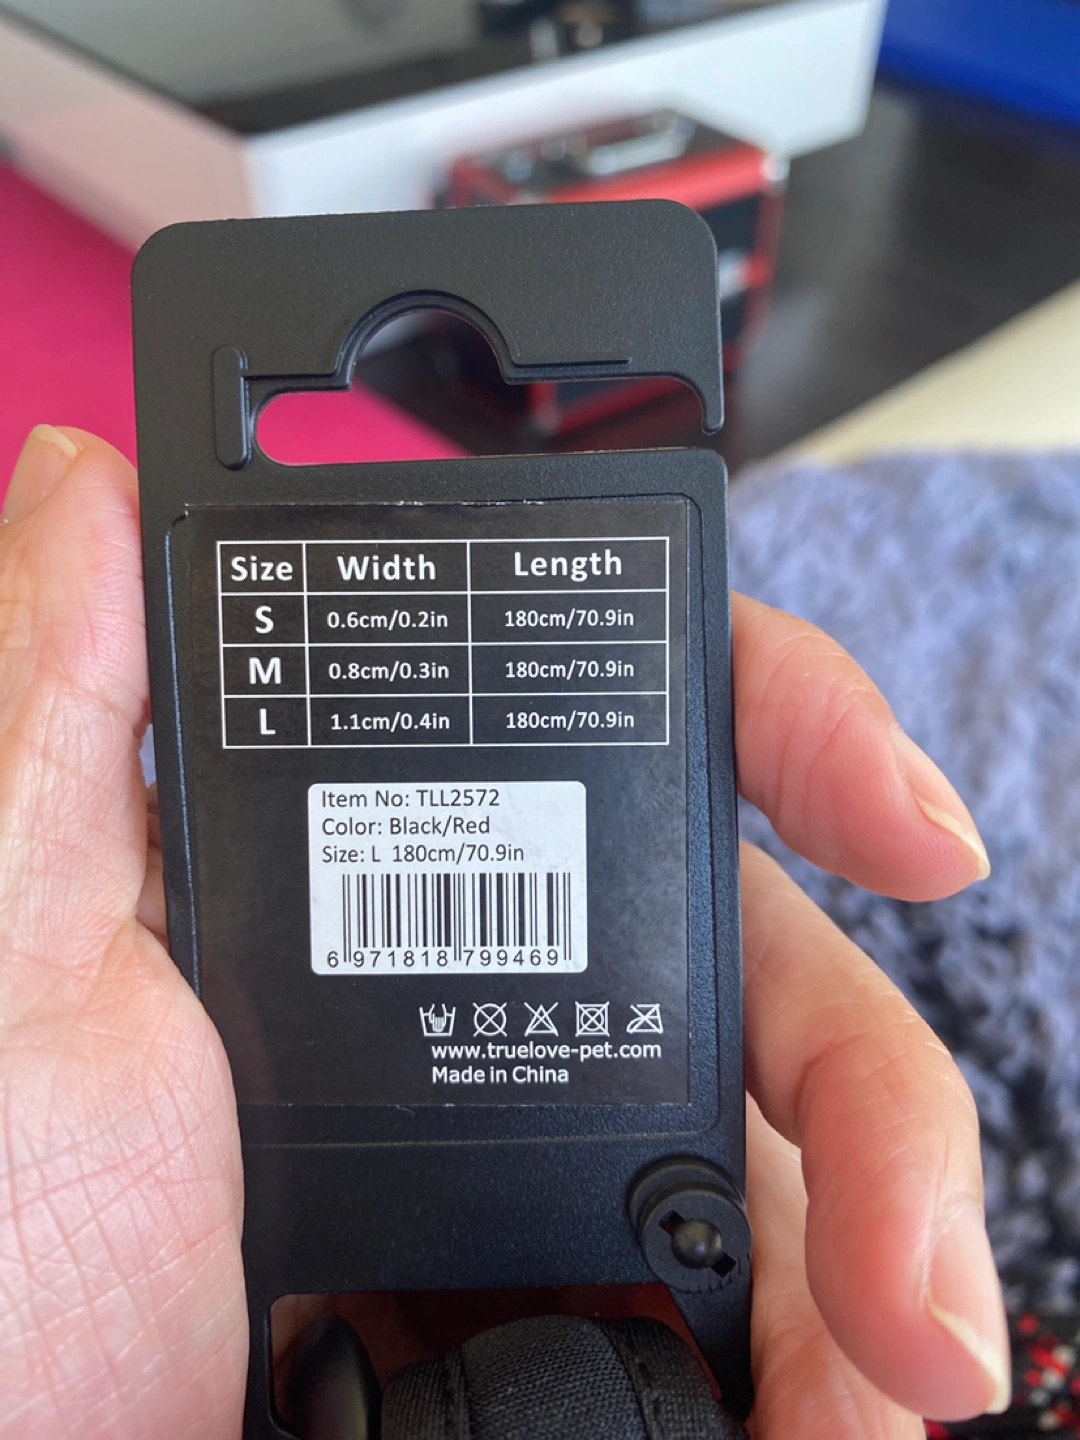 Size Width Length
S 0.6cm/0.2in 180cm/70.9in
M 0.8cm/0.3in 180cm/70.9in
L 1.1cm/0.4in 180cm/70.9in
Item No: TLL2572
Color: Black/Red
Size: L 180cm/70.9in
6 971818 799469
www.truelove-pet.com
Made in China